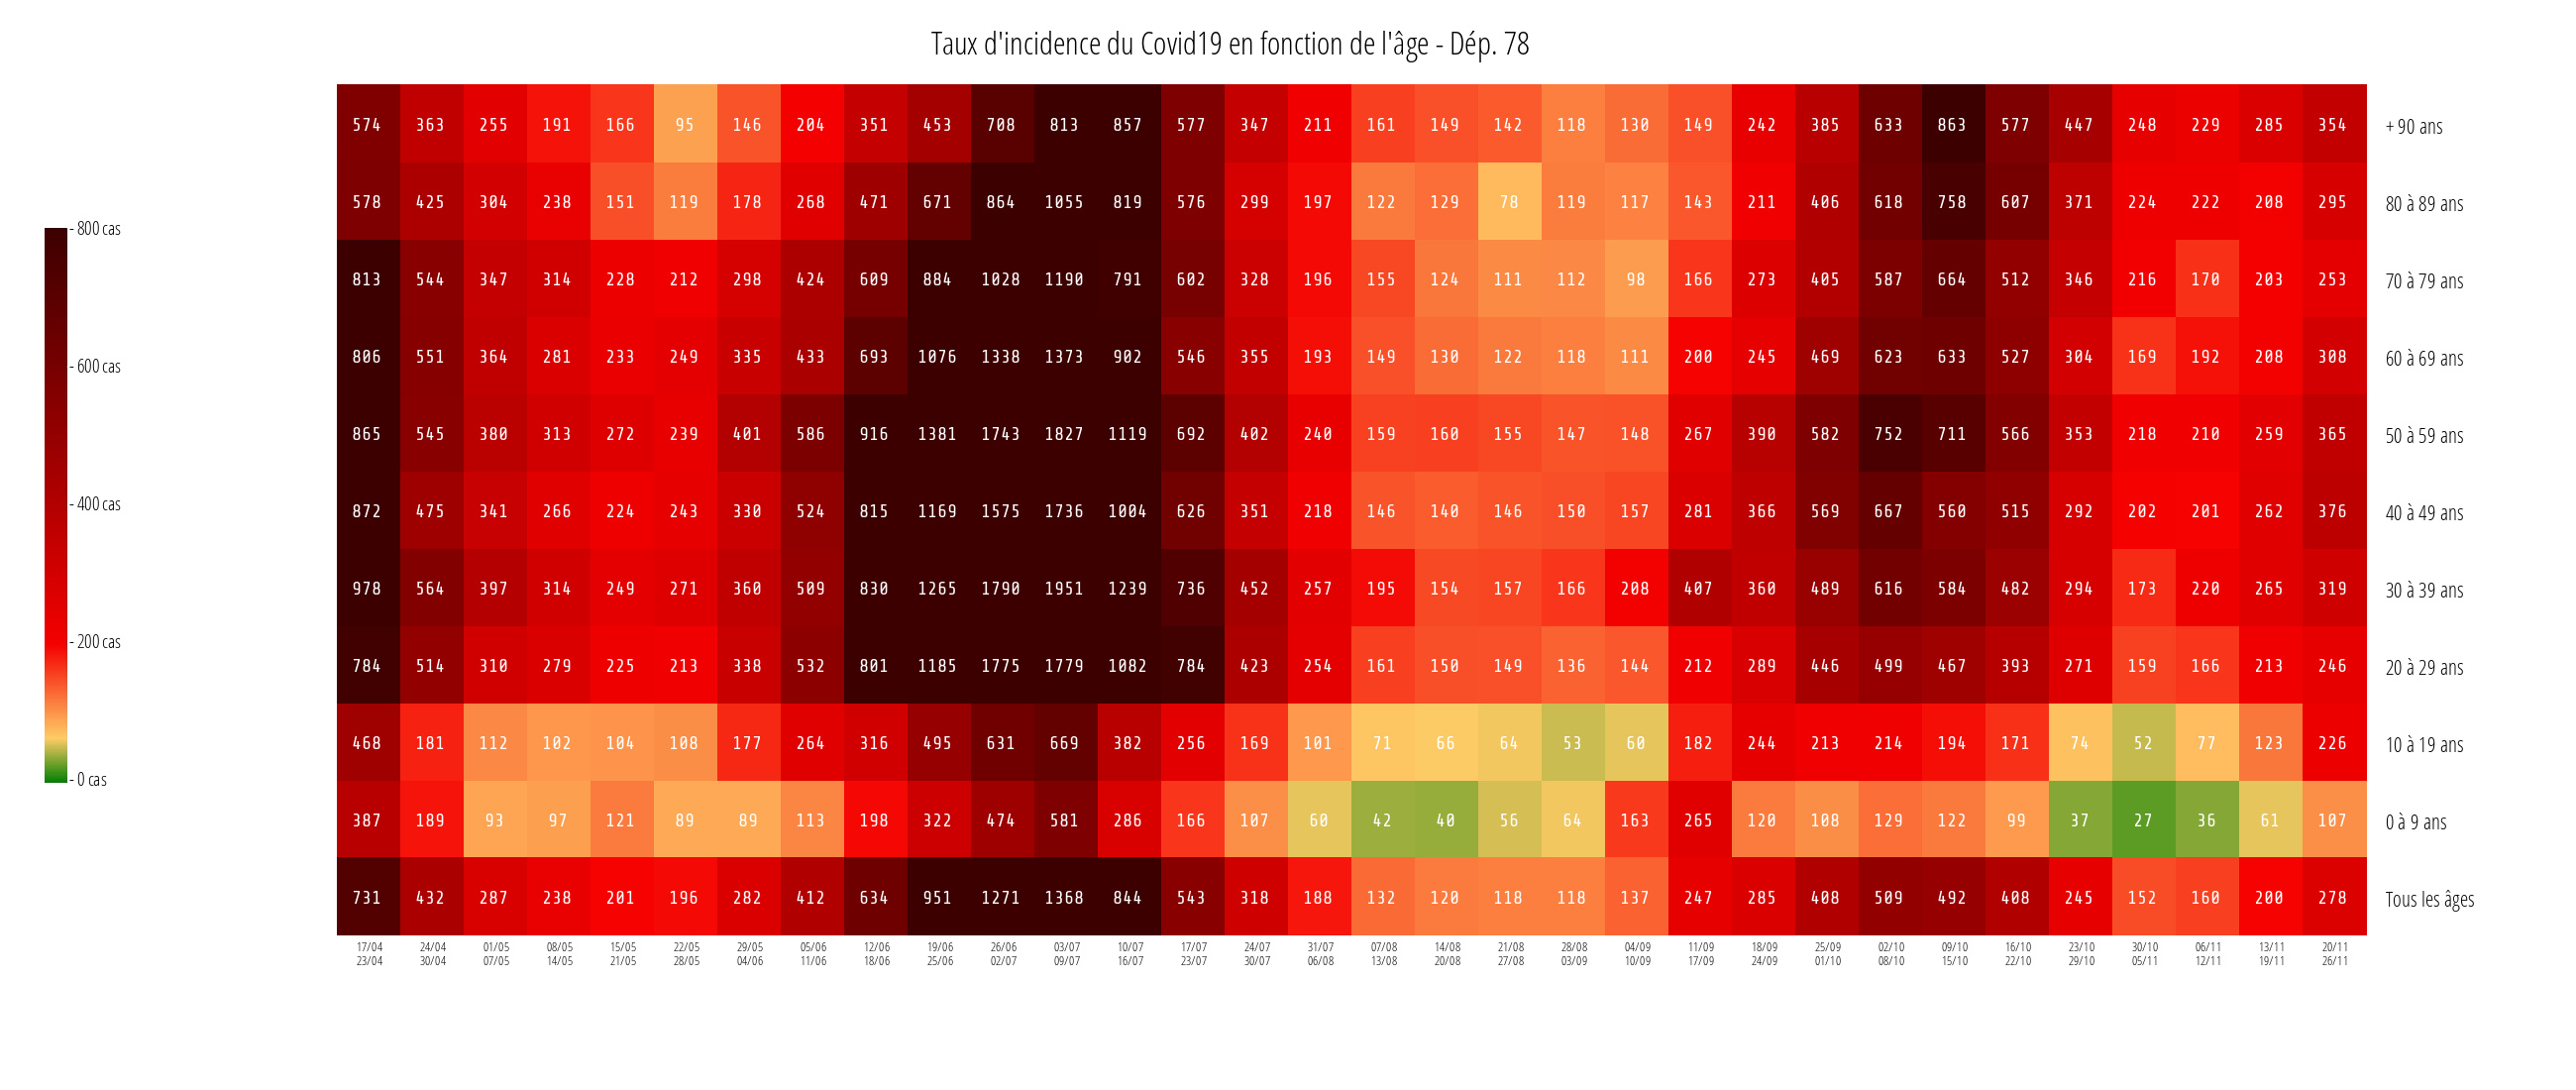 Taux d'incidence du Covid19 en fonction de l'âge - Dép. 78
574 363 255 191 166 95 146 204 351 453 708 813 857 577 347 211 161 149 142 118 130 149 242 385 633 863 577 447 248 229 285 354 + 90 ans
578 425 304 238 151 119 178 268 471 671 864 1055 819 576 299 197 122 129 78 119 117 143 211 406 618 758 607 371 224 222 208 295 80 à 89 ans
- 800 cas
813 544 347 314 228 212 298 424 609 884 1028 1190 791 602 328 196 155 124 111 112 98 166 273 405 587 664 512 346 216 170 203 253 70 à 79 ans
806 551 364 281 233 249 335 433 693 1076 1338 1373 902 546 355 193 149 130 122 118 111 200 245 469 623 633 527 304 169 192 208 308 60 à 69 ans
- 600 cas
865 545 380 313 272 239 401 586 916 1381 1743 1827 1119 692 402 240 159 160 155 147 148 267 390 582 752 711 566 353 218 210 259 365 50 à 59 ans
- 400 cas
872 475 341 266 224 243 330 524 815 1169 1575 1736 1004 626 351 218 146 140 146 150 157 281 366 569 667 560 515 292 202 201 262 376 40 à 49 ans
978 564 397 314 249 271 360 509 830 1265 1790 1951 1239 736 452 257 195 154 157 166 208 407 360 489 616 584 482 294 173 220 265 319 30 à 39 ans
- 200 cas
784 514 310 279 225 213 338 532 801 1185 1775 1779 1082 784 423 254 161 150 149 136 144 212 289 446 499 467 393 271 159 166 213 246 20 à 29 ans
468 181 112 102 104 108 177 264 316 495 631 669 382 256 169 101 71 66 64 53 60 182 244 213 214 194 171 74 52 77 123 226 10 à 19 ans
- 0 cas
387 189 93 97 121 89 89 113 198 322 474 581 286 166 107 60 42 40 56 64 163 265 120 108 129 122 99 37 27 36 61 107 0 à 9 ans
731 432 287 238 201 196 282 412 634 951 1271 1368 844 543 318 188 132 120 118 118 137 247 285 408 509 492 408 245 152 160 200 278 Tous les âges
17/04 24/04 01/05 08/05 15/05 22/05 29/05 05/06 12/06 19/06 26/06 03/07 10/07 17/07 24/07 31/07 07/08 14/08 21/08 28/08 04/09 11/09 18/09 25/09 02/10 09/10 16/10 23/10 30/10 06/11 13/11 20/11
23/04 30/04 07/05 14/05 21/05 28/05 04/06 11/06 18/06 25/06 02/07 09/07 16/07 23/07 30/07 06/08 13/08 20/08 27/08 03/09 10/09 17/09 24/09 01/10 08/10 15/10 22/10 29/10 05/11 12/11 19/11 26/11